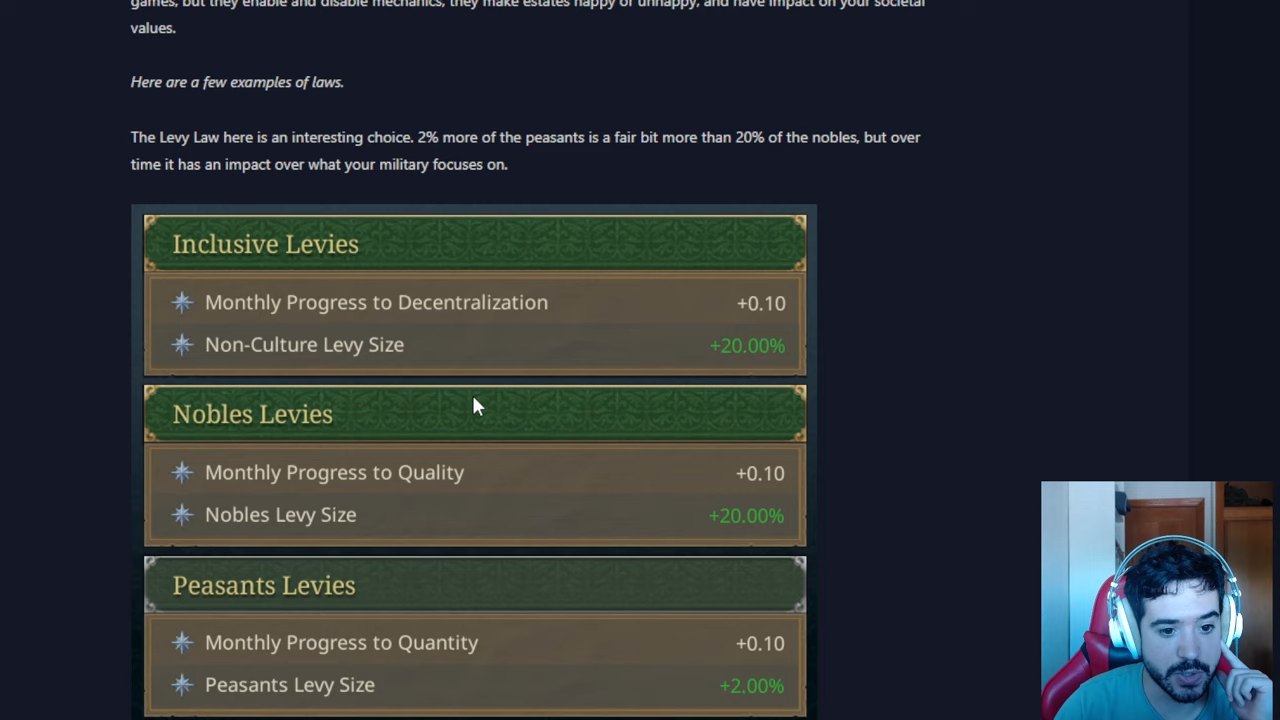 games, but they enable and disable mechanics, they make estates happy or unhappy, and have impact on your societal
values.
Here are a few examples of laws.
The Levy Law here is an interesting choice. 2% more of the peasants is a fair bit more than 20% of the nobles, but over
time it has an impact over what your military focuses on.
Inclusive Levies
Monthly Progress to Decentralization +0.10
Non-Culture Levy Size +20.00%
Nobles Levies
Monthly Progress to Quality +0.10
Nobles Levy Size +20.00%
Peasants Levies
Monthly Progress to Quantity +0.10
Peasants Levy Size +2.00%